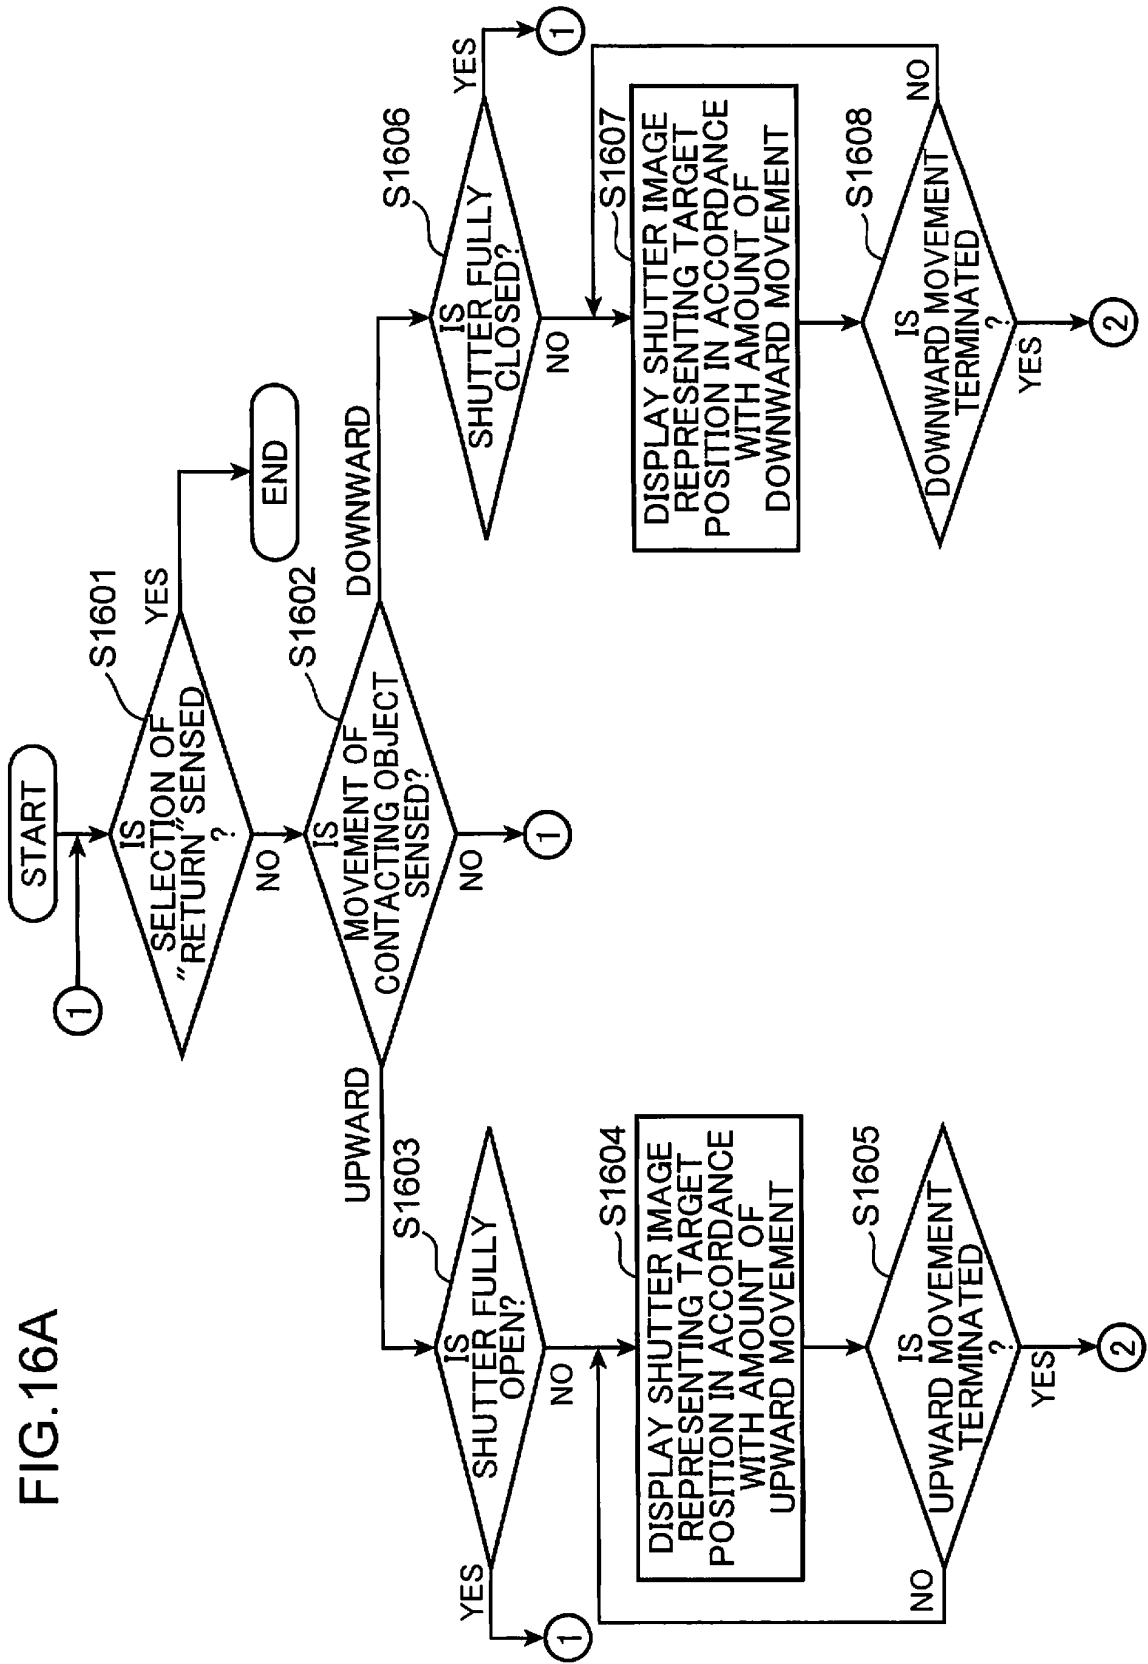 FIG.16A
START
1
S1601
IS
SELECTION OF
"RETURN"SENSED
?
YES
END
NO
S1602
IS
MOVEMENT OF
CONTACTING OBJECT
SENSED?
UPWARD
DOWNWARD
NO
1
S1603
IS
SHUTTER FULLY
OPEN?
YES
1
NO
S1604
DISPLAY SHUTTER IMAGE
REPRESENTING TARGET
POSITION IN ACCORDANCE
WITH AMOUNT OF
UPWARD MOVEMENT
S1605
IS
UPWARD MOVEMENT
TERMINATED
?
NO
YES
2
S1606
IS
SHUTTER FULLY
CLOSED?
YES
1
NO
S1607
DISPLAY SHUTTER IMAGE
REPRESENTING TARGET
POSITION IN ACCORDANCE
WITH AMOUNT OF
DOWNWARD MOVEMENT
S1608
IS
DOWNWARD MOVEMENT
TERMINATED
?
NO
YES
2